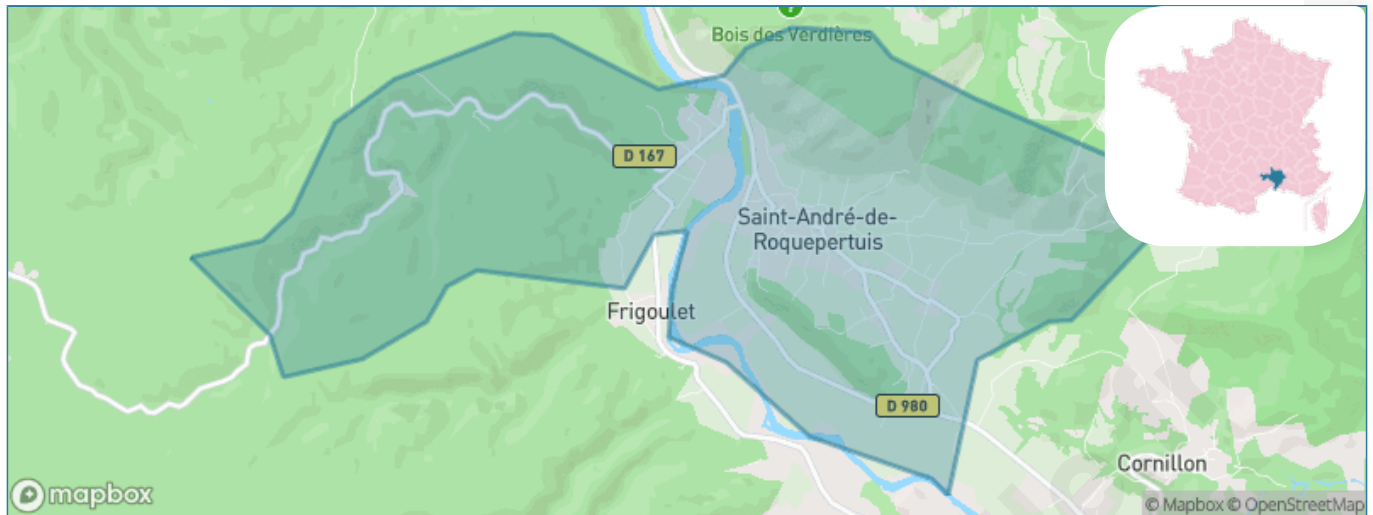 Bois des Verdières
D 167
Saint-André-de-
Roquepertuis
Frigoulet
D 980
Cornillon
mapbox
© Mapbox © OpenStreetMap